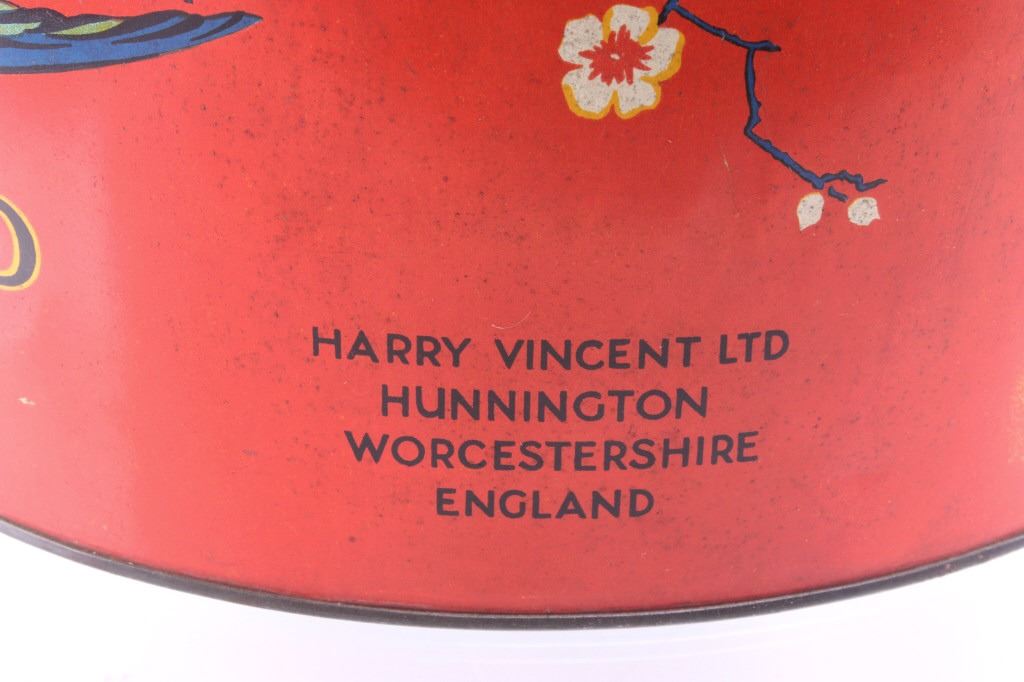 HARRY VINCENT LTD
HUNNINGTON
WORCESTERSHIRE
ENGLAND